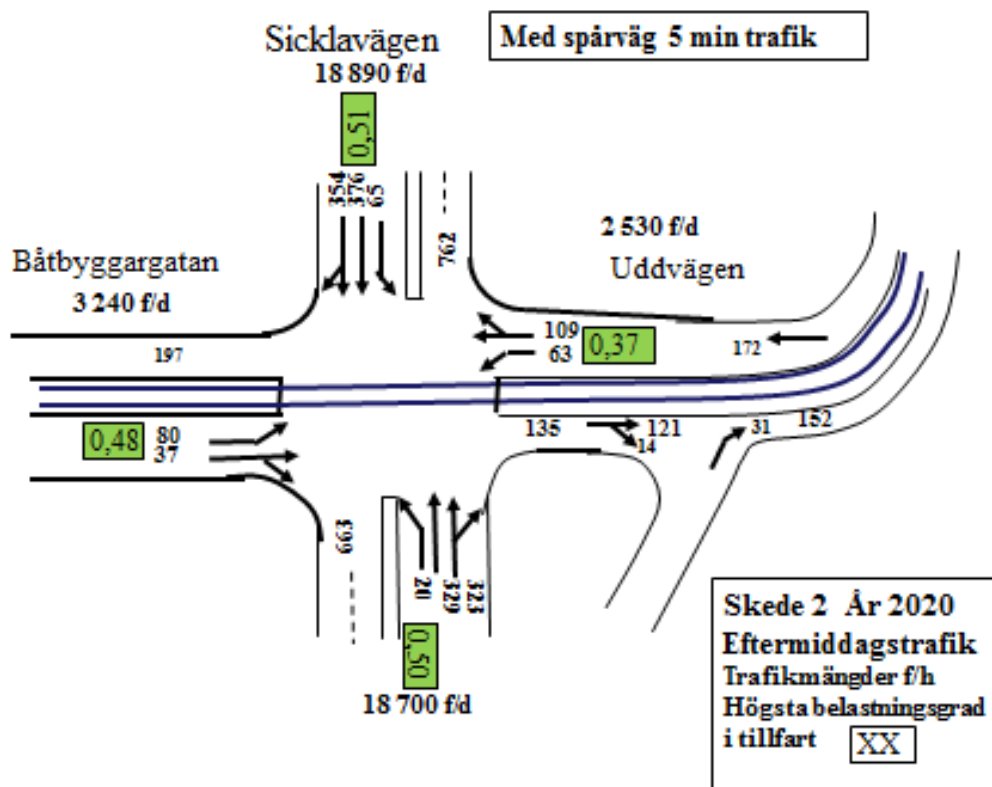 Sicklavägen
18 890 f/d
Med spårväg 5 min trafik
0,51
354
376
65
762
2 530 f/d
Uddvägen
Båtbyggargatan
3 240 f/d
197
109
63
0,37
172
0,48
80
37
135
121
14
31
152
663
20
329
323
0,50
18 700 f/d
Skede 2 År 2020
Eftermiddagstrafik
Trafikmängder f/h
Högsta belastningsgrad
i tillfart XX